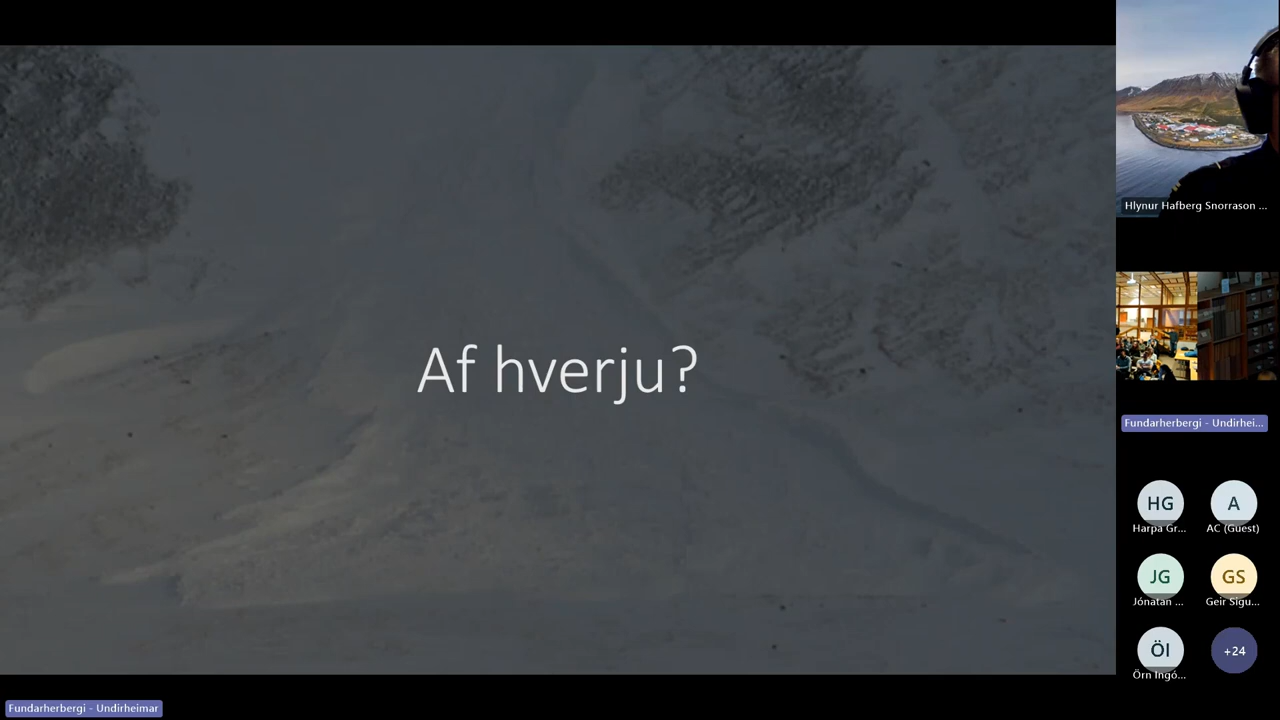 Af hverju?
Hlynur Hafberg Snorrason ...
Fundarherbergi - Undirhei...
HG
A
Harpa Gr...
AC (Guest)
JG
GS
Jónatan ...
Geir Sigu...
ÖI
+24
Örn Ingó...
Fundarherbergi - Undirheimar